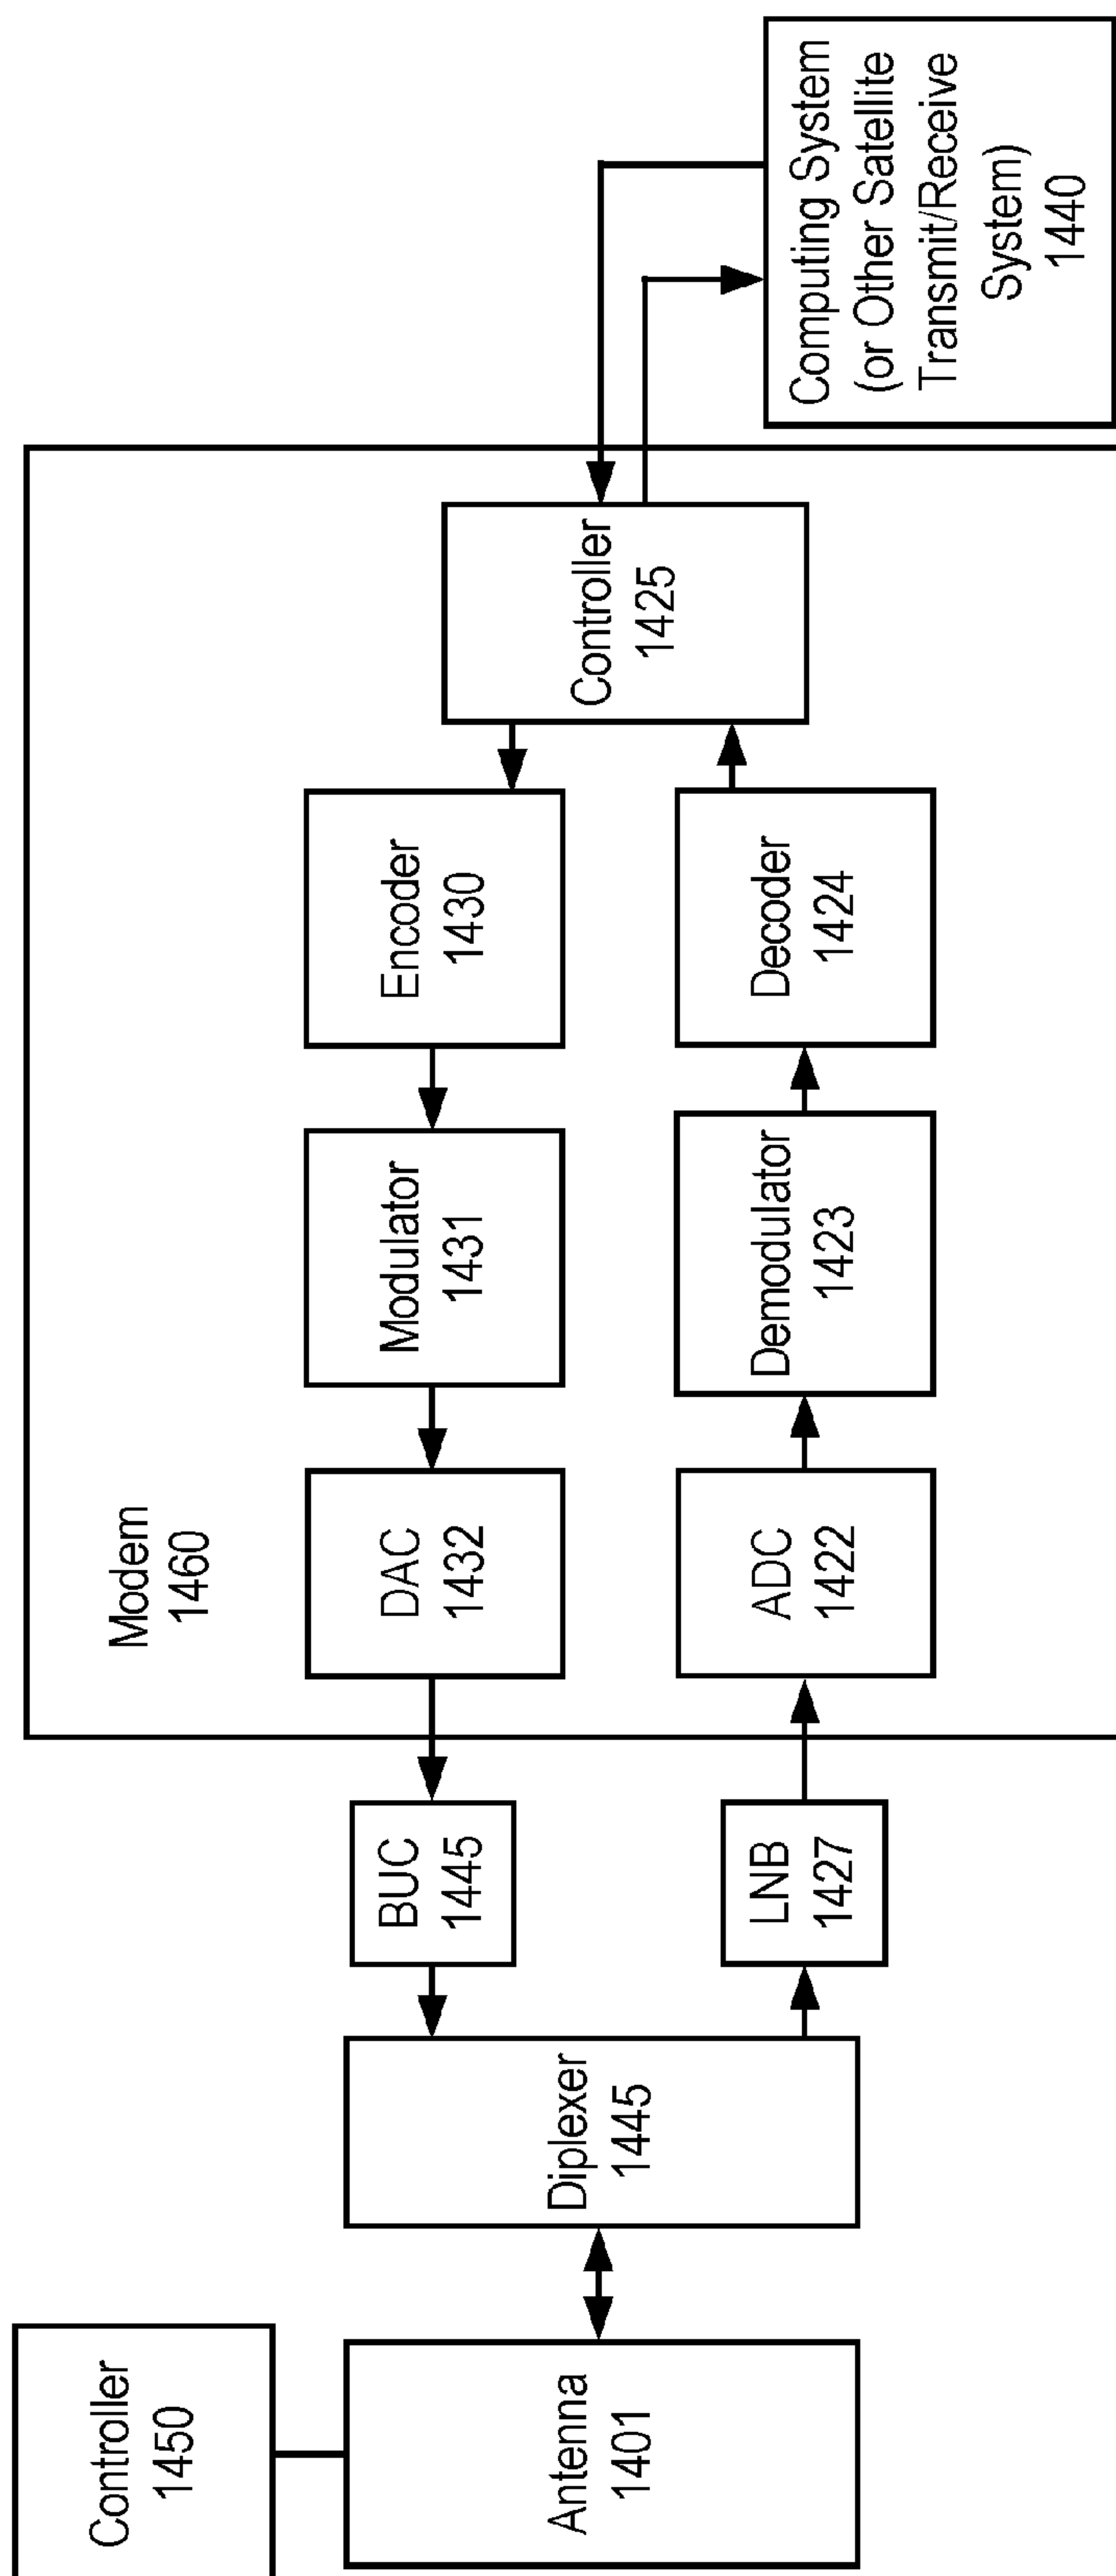 Controller
1450
Antenna
1401
Diplexer
1445
BUC
1445
LNB
1427
Modem
1460
DAC
1432
ADC
1422
Modulator
1431
Demodulator
1423
Encoder
1430
Decoder
1424
Controller
1425
Computing System
(or Other Satellite
Transmit/Receive
System)
1440